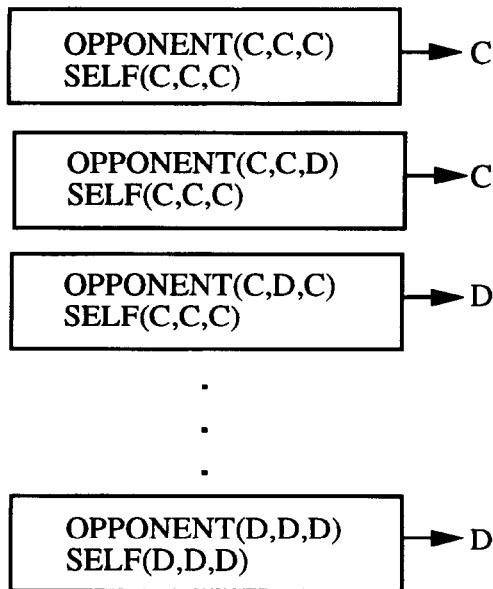 OPPONENT(C,C,C)
SELF(C,C,C)
C
OPPONENT(C,C,D)
SELF(C,C,C)
C
OPPONENT(C,D,C)
SELF(C,C,C)
D
.
.
.
OPPONENT(D,D,D)
SELF(D,D,D)
D